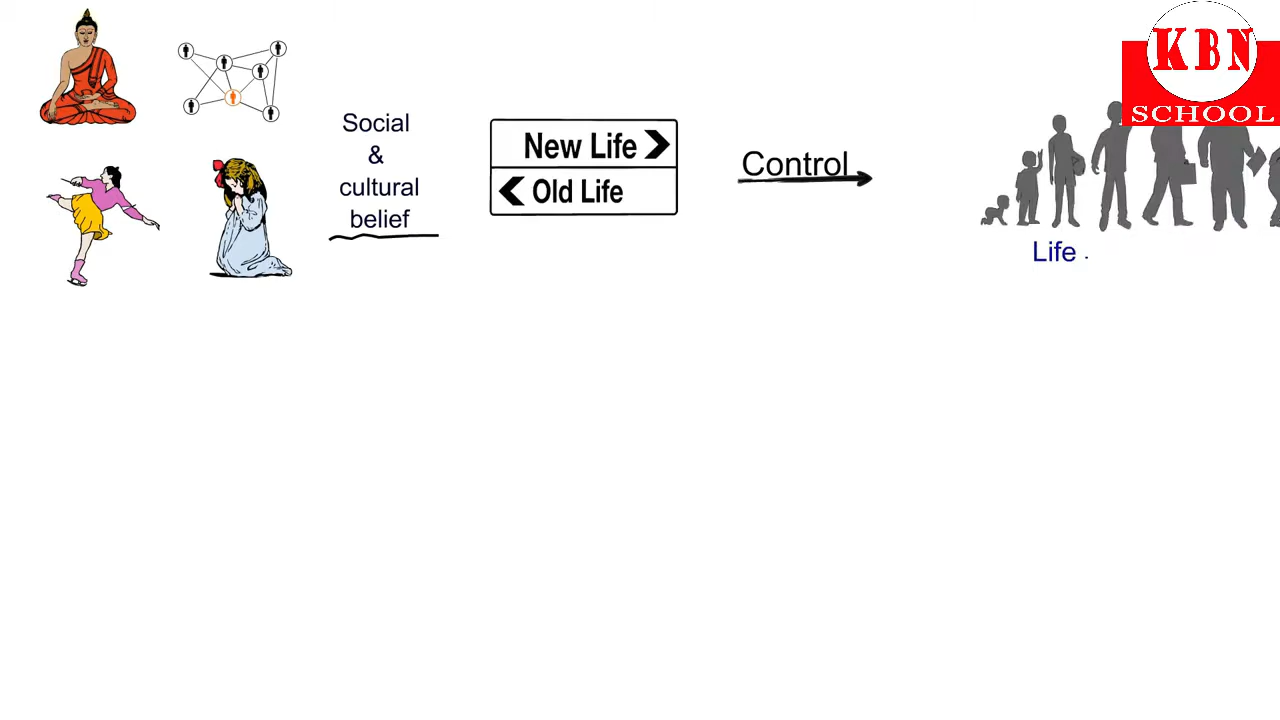 Social
&
cultural
belief
New Life
Old Life
Control
Life .
KBN
SCHOOL